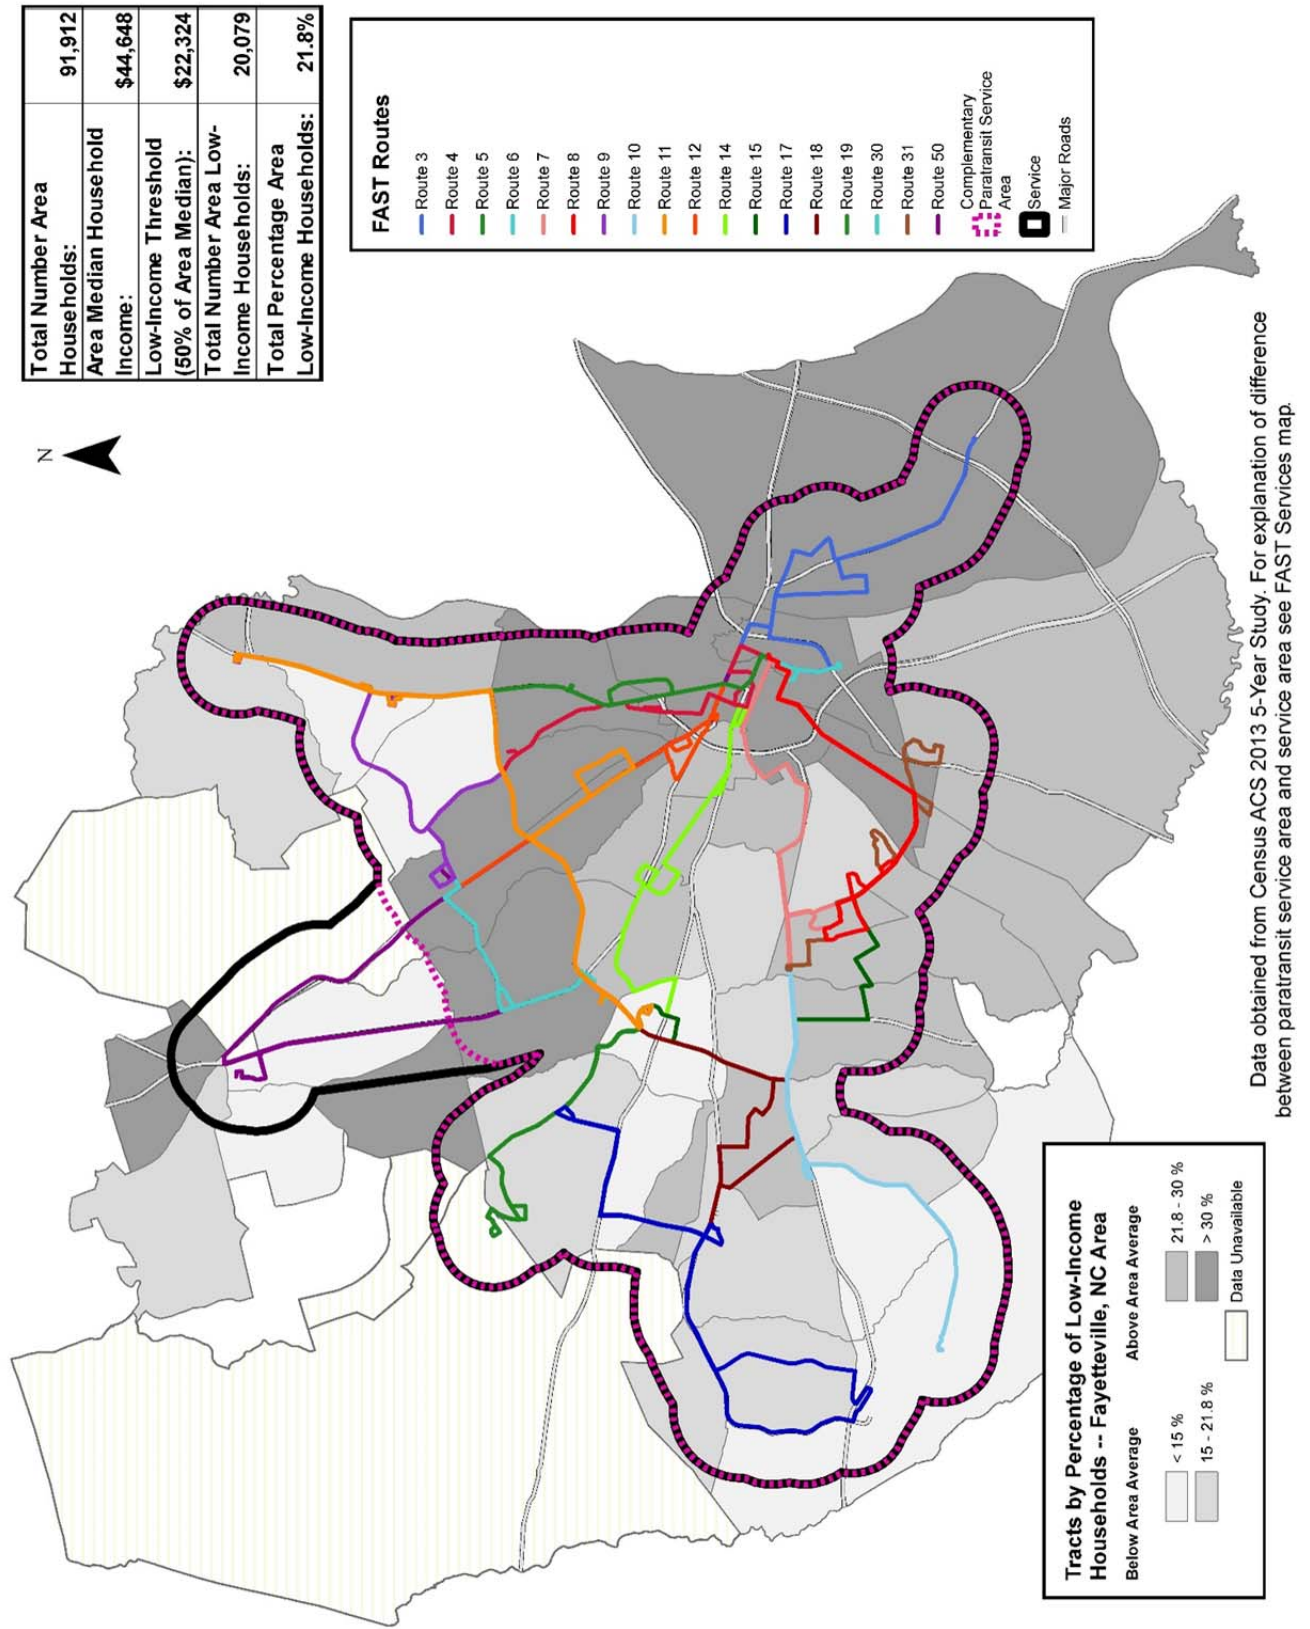 Total Number Area
Households:
91,912
Area Median Household
Income:
$44,648
Low-Income Threshold
(50% of Area Median):
$22,324
Total Number Area Low-
Income Households:
20,079
Total Percentage Area
Low-Income Households:
21.8%
N
FAST Routes
Route 3
Route 4
Route 5
Route 6
Route 7
Route 8
Route 9
Route 10
Route 11
Route 12
Route 14
Route 15
Route 17
Route 18
Route 19
Route 30
Route 31
Route 50
Complementary
Paratransit Service
Area
Service
Major Roads
Tracts by Percentage of Low-Income
Households -- Fayetteville, NC Area
Below Area Average
< 15 %
15 - 21.8 %
Above Area Average
21.8 - 30 %
> 30 %
Data Unavailable
Data obtained from Census ACS 2013 5-Year Study. For explanation of difference
between paratransit service area and service area see FAST Services map.